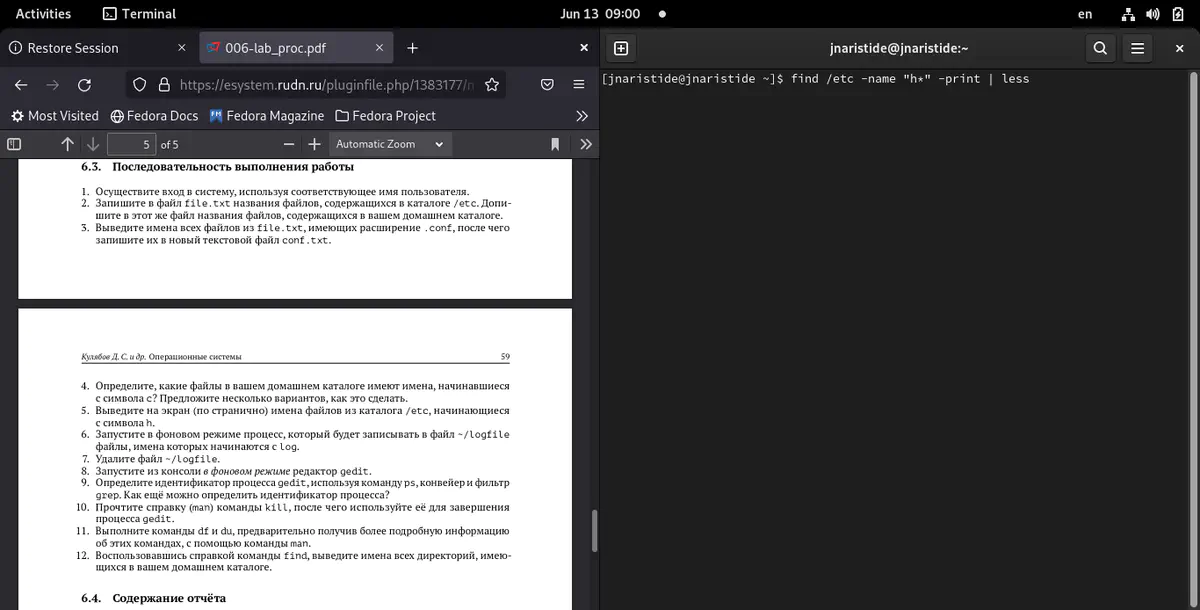 Activities Terminal Jun 13 09:00 en
Restore Session 006-lab_proc.pdf
https://esystem.rudn.ru/pluginfile.php/1383177/
Most Visited Fedora Docs Fedora Magazine Fedora Project
5 of 5 Automatic Zoom
6.3. Последовательность выполнения работы
1. Осуществите вход в систему, используя соответствующее имя пользователя.
2. Запишите в файл file.txt названия файлов, содержащихся в каталоге /etc. Допи-
шите в этот же файл названия файлов, содержащихся в вашем домашнем каталоге.
3. Выведите имена всех файлов из file.txt, имеющих расширение .conf, после чего
запишите их в новый текстовой файл conf.txt.
Кулябов Д. С. и др. Операционные системы 59
4. Определите, какие файлы в вашем домашнем каталоге имеют имена, начинавшиеся
с символа c? Предложите несколько вариантов, как это сделать.
5. Выведите на экран (по странично) имена файлов из каталога /etc, начинающиеся
с символа h.
6. Запустите в фоновом режиме процесс, который будет записывать в файл ~/logfile
файлы, имена которых начинаются с log.
7. Удалите файл ~/logfile.
8. Запустите из консоли в фоновом режиме редактор gedit.
9. Определите идентификатор процесса gedit, используя команду ps, конвейер и фильтр
grep. Как ещё можно определить идентификатор процесса?
10. Прочтите справку (man) команды kill, после чего используйте её для завершения
процесса gedit.
11. Выполните команды df и du, предварительно получив более подробную информацию
об этих командах, с помощью команды man.
12. Воспользовавшись справкой команды find, выведите имена всех директорий, имею-
щихся в вашем домашнем каталоге.
6.4. Содержание отчёта
jnaristide@jnaristide:~
[jnaristide@jnaristide ~]$ find /etc -name "h*" -print | less